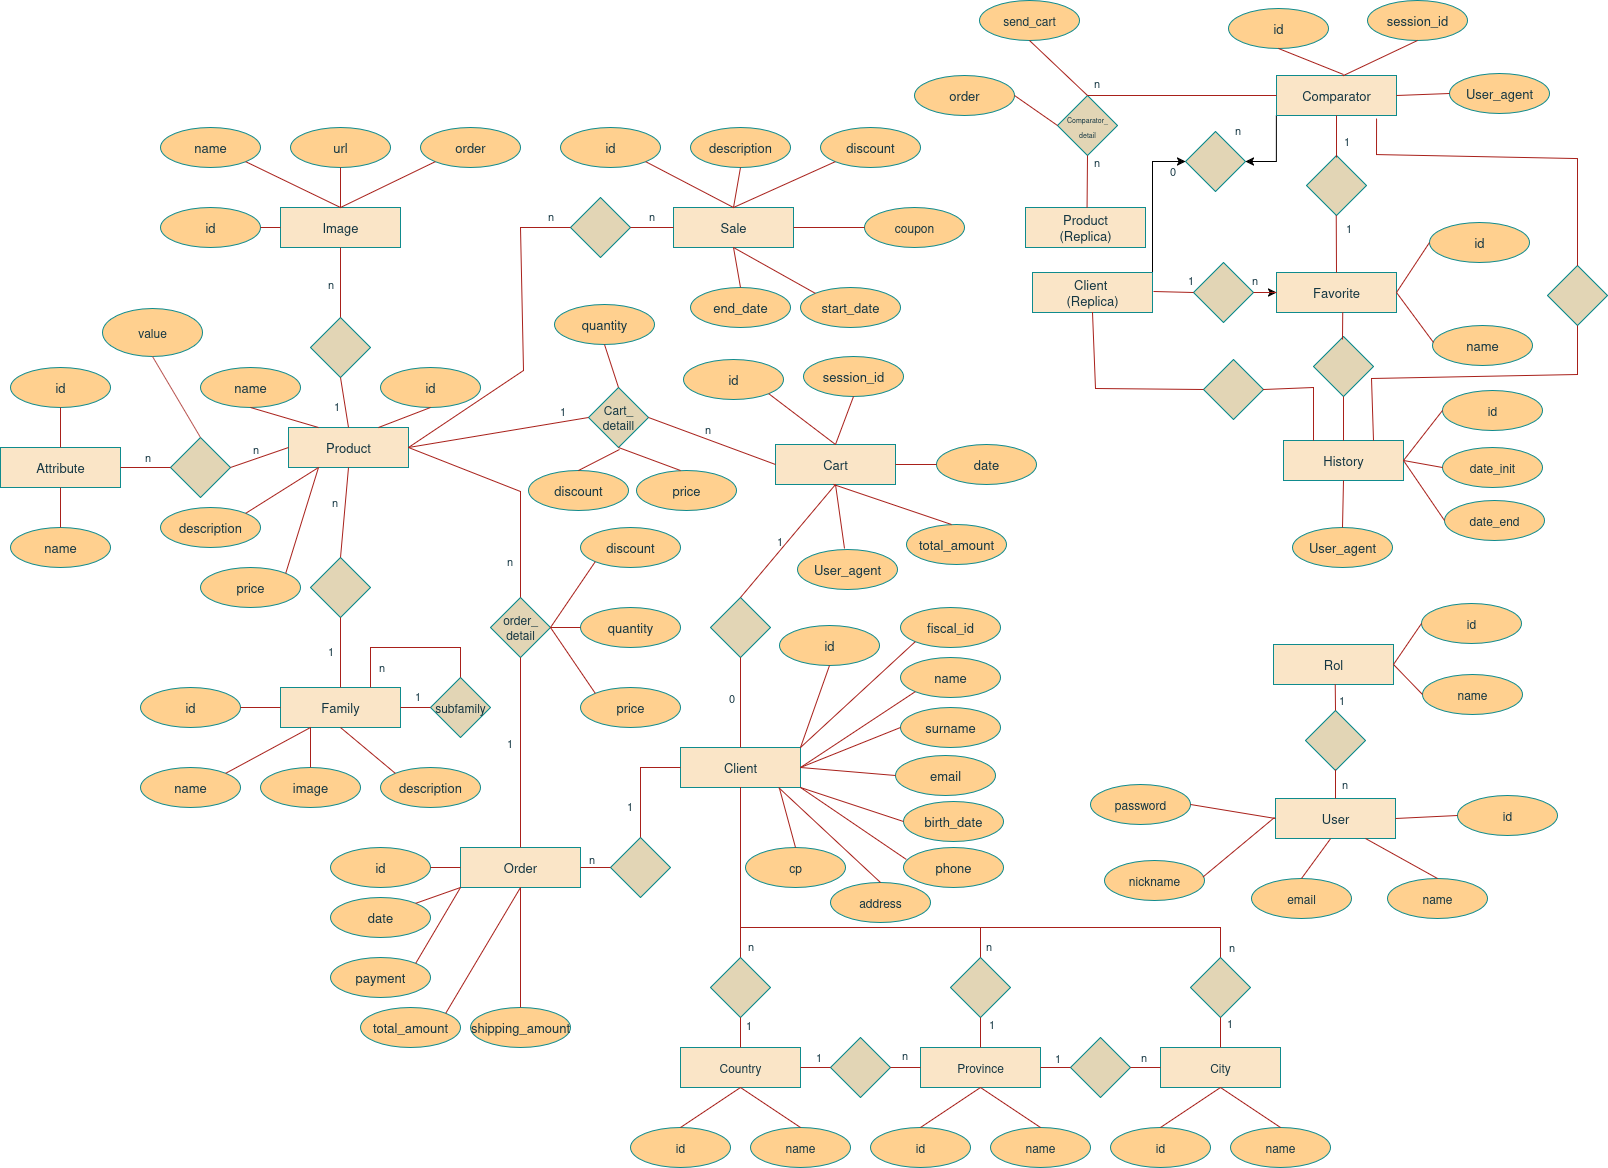 send_cart
id
session_id
order
n
Comparator
User_agent
Comparator_
detail
n
0
1
n
name
url
order
id
description
discount
id
Image
n
n
Sale
coupon
Product
(Replica)
1
id
n
end_date
start_date
Client
(Replica)
1
n
Favorite
value
quantity
name
id
name
id
1
1
Cart_
detaill
id
session_id
id
Product
n
n
Attribute
n
Cart
date
History
date_init
description
n
discount
price
date_end
name
price
n
discount
1
User_agent
total_amount
User_agent
order_
detail
quantity
id
fiscal_id
id
1
n
name
Rol
id
Family
1
subfamily
price
0
surname
1
name
1
Client
email
n
name
image
description
1
birth_date
password
User
id
id
Order
n
cp
phone
nickname
date
address
email
name
payment
n
n
n
total_amount
shipping_amount
1
1
1
Country
1
n
Province
1
n
City
id
name
id
name
id
name